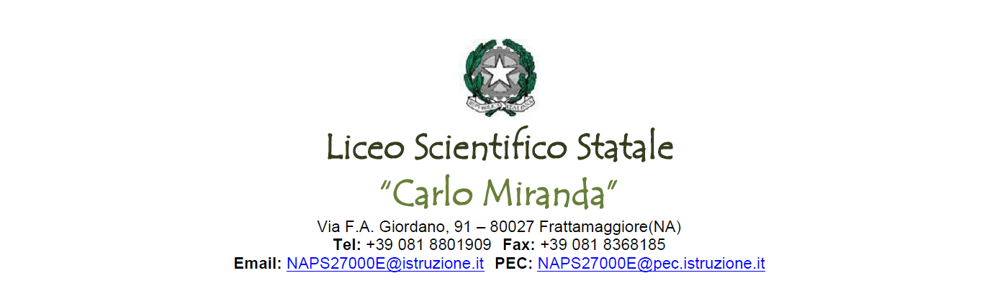 REPVBBLICA ITALIANA
Liceo Scientifico Statale
“Carlo Miranda”
Via F.A. Giordano, 91 – 80027 Frattamaggiore(NA)
Tel: +39 081 8801909 Fax: +39 081 8368185
Email: NAPS27000E@istruzione.it PEC: NAPS27000E@pec.istruzione.it